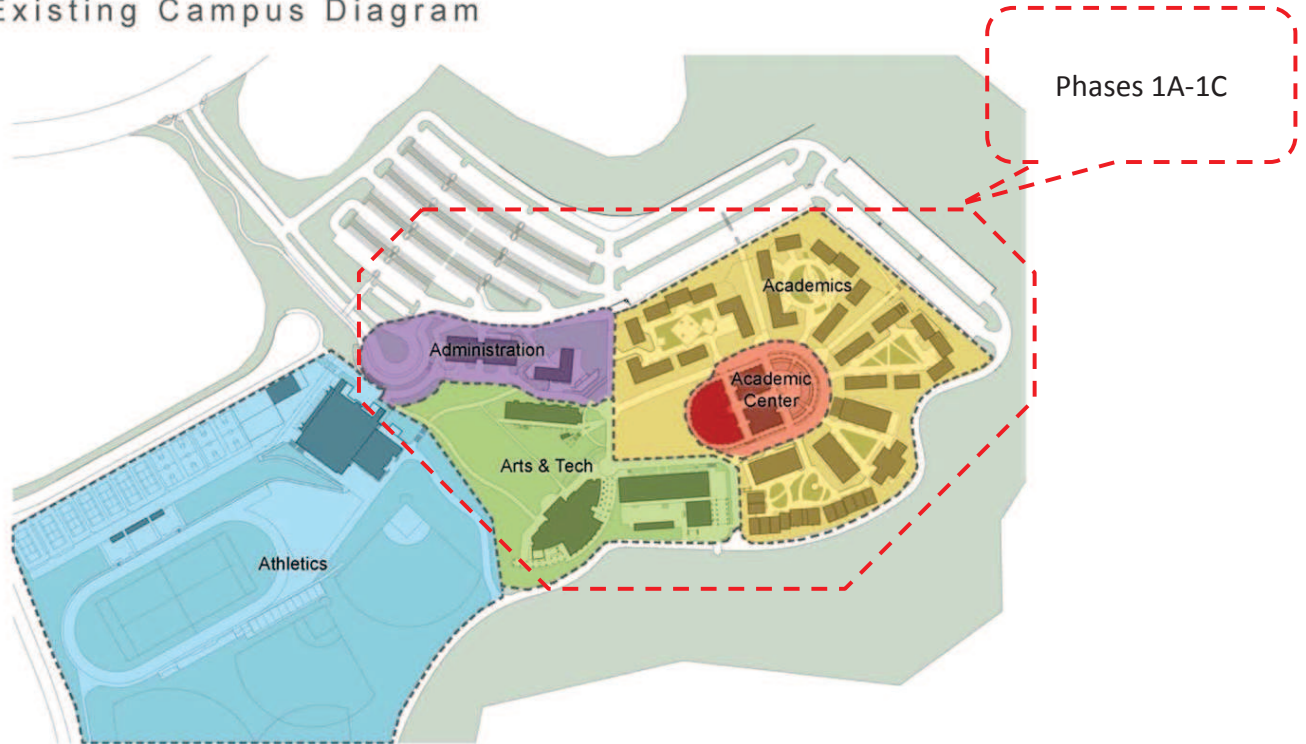 Existing Campus Diagram
Phases 1A-1C
Academics
Administration
Academic
Center
Arts & Tech
Athletics